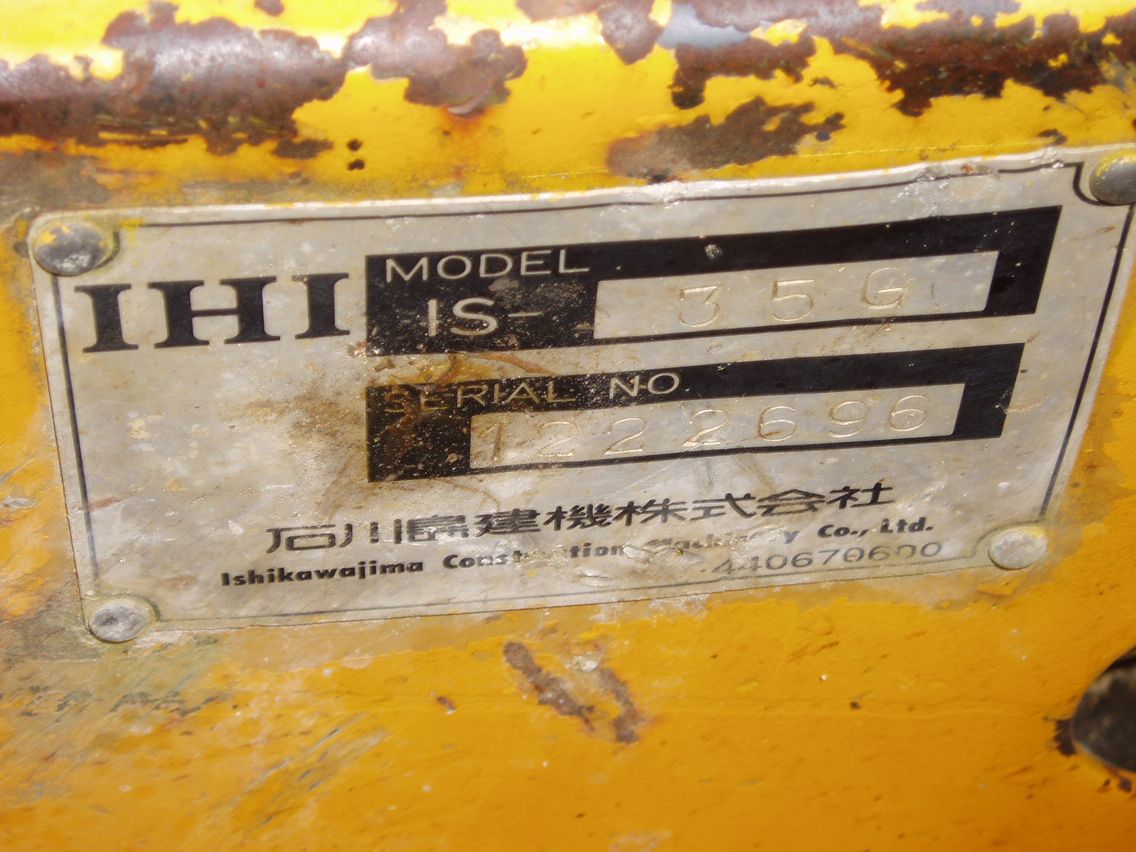 IHI
MODEL
IS- 35G
SERIAL NO
1222696
石川島建機株式会社
Ishikawajima Construction Machinery Co., Ltd.
440670600